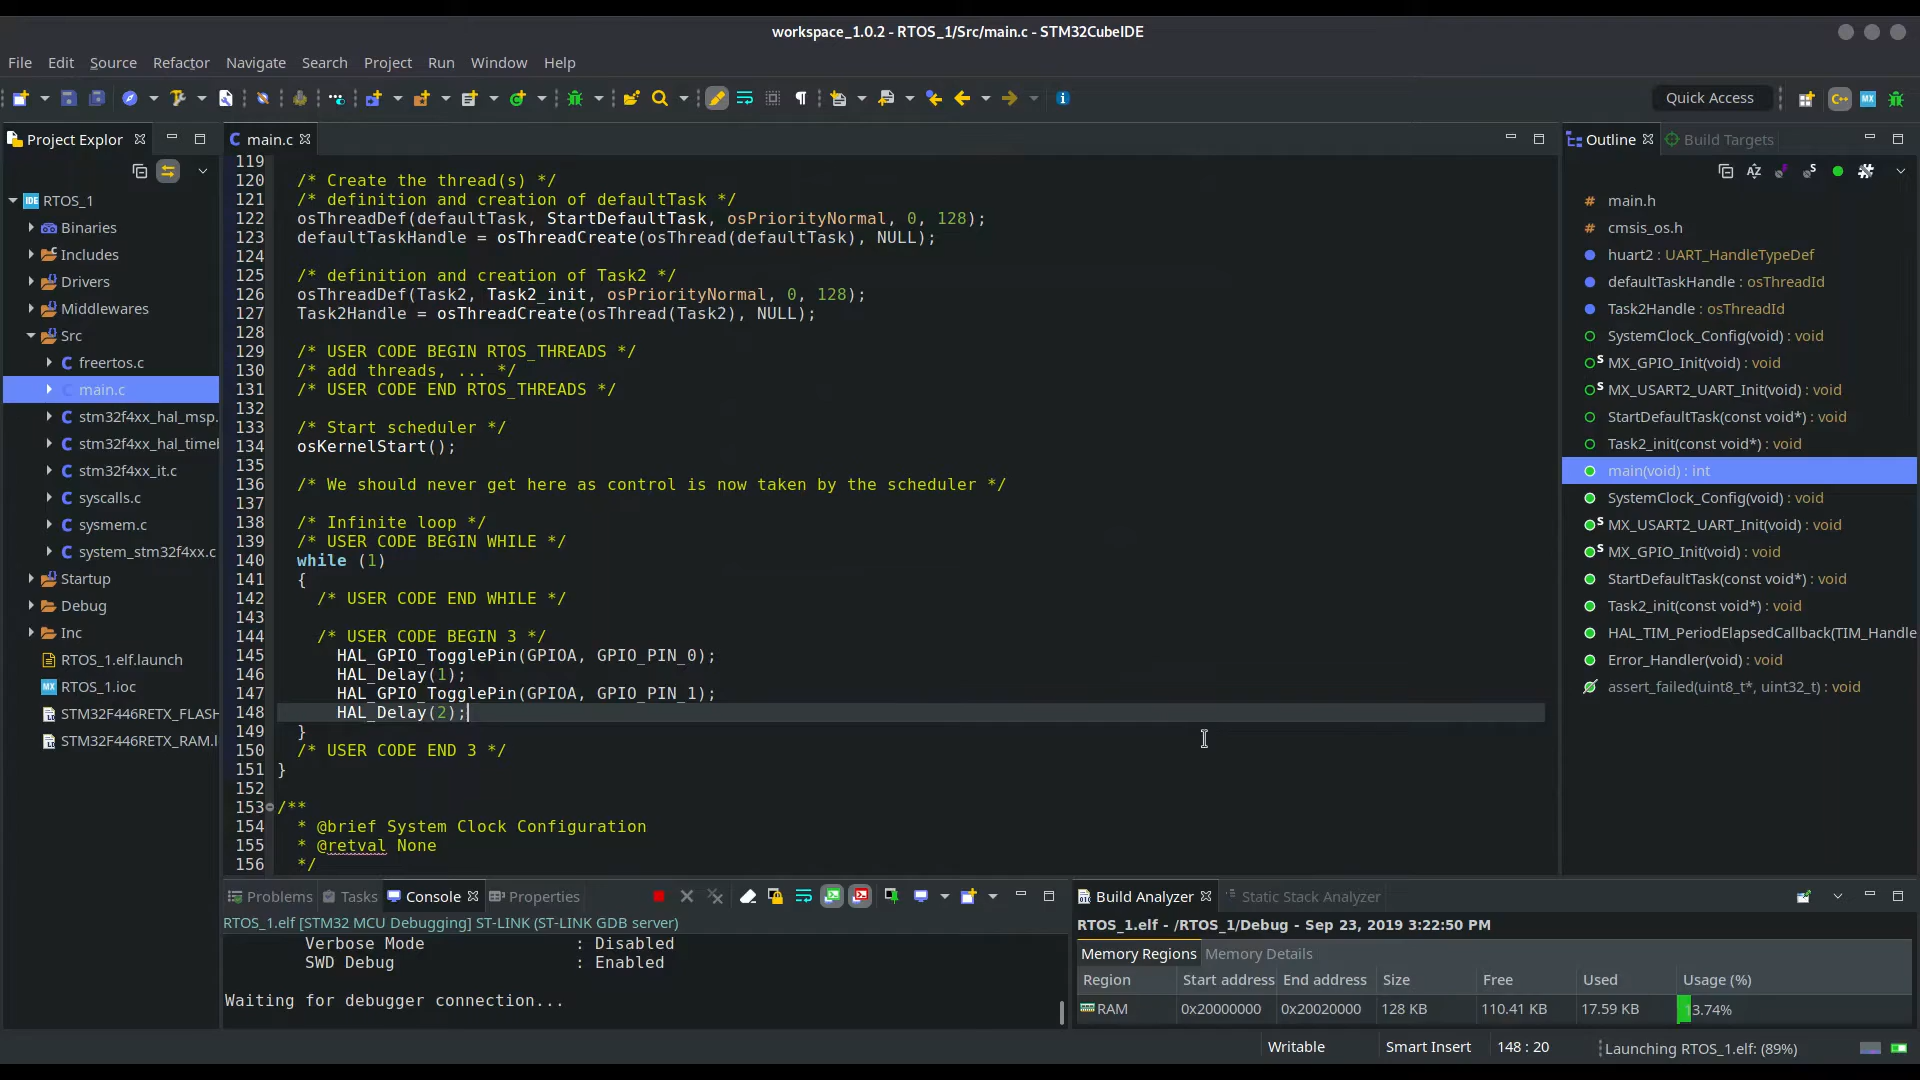 workspace_1.0.2 - RTOS_1/Src/main.c - STM32CubeIDE
File Edit Source Refactor Navigate Search Project Run Window Help
Quick Access
Project Explor
RTOS_1
Binaries
Includes
Drivers
Middlewares
Src
freertos.c
main.c
stm32f4xx_hal_msp.
stm32f4xx_hal_timel
stm32f4xx_it.c
syscalls.c
sysmem.c
system_stm32f4xx.c
Startup
Debug
Inc
RTOS_1.elf.launch
RTOS_1.ioc
STM32F446RETX_FLASH
STM32F446RETX_RAM.l
main.c
119
120 /* Create the thread(s) */
121 /* definition and creation of defaultTask */
122 osThreadDef(defaultTask, StartDefaultTask, osPriorityNormal, 0, 128);
123 defaultTaskHandle = osThreadCreate(osThread(defaultTask), NULL);
124
125 /* definition and creation of Task2 */
126 osThreadDef(Task2, Task2_init, osPriorityNormal, 0, 128);
127 Task2Handle = osThreadCreate(osThread(Task2), NULL);
128
129 /* USER CODE BEGIN RTOS_THREADS */
130 /* add threads, ... */
131 /* USER CODE END RTOS_THREADS */
132
133 /* Start scheduler */
134 osKernelStart();
135
136 /* We should never get here as control is now taken by the scheduler */
137
138 /* Infinite loop */
139 /* USER CODE BEGIN WHILE */
140 while (1)
141 {
142 /* USER CODE END WHILE */
143
144 /* USER CODE BEGIN 3 */
145 HAL_GPIO_TogglePin(GPIOA, GPIO_PIN_0);
146 HAL_Delay(1);
147 HAL_GPIO_TogglePin(GPIOA, GPIO_PIN_1);
148 HAL_Delay(2);
149 }
150 /* USER CODE END 3 */
151 }
152
153 /**
154 * @brief System Clock Configuration
155 * @retval None
156 */
Outline Build Targets
main.h
cmsis_os.h
huart2 : UART_HandleTypeDef
defaultTaskHandle : osThreadId
Task2Handle : osThreadId
SystemClock_Config(void) : void
MX_GPIO_Init(void) : void
MX_USART2_UART_Init(void) : void
StartDefaultTask(const void*) : void
Task2_init(const void*) : void
main(void) : int
SystemClock_Config(void) : void
MX_USART2_UART_Init(void) : void
MX_GPIO_Init(void) : void
StartDefaultTask(const void*) : void
Task2_init(const void*) : void
HAL_TIM_PeriodElapsedCallback(TIM_Handle
Error_Handler(void) : void
assert_failed(uint8_t*, uint32_t) : void
Problems Tasks Console Properties
RTOS_1.elf [STM32 MCU Debugging] ST-LINK (ST-LINK GDB server)
Verbose Mode : Disabled
SWD Debug : Enabled
Waiting for debugger connection...
Build Analyzer Static Stack Analyzer
RTOS_1.elf - /RTOS_1/Debug - Sep 23, 2019 3:22:50 PM
Memory Regions Memory Details
Region Start address End address Size Free Used Usage (%)
RAM 0x20000000 0x20020000 128 KB 110.41 KB 17.59 KB 13.74%
Writable Smart Insert 148 : 20 Launching RTOS_1.elf: (89%)